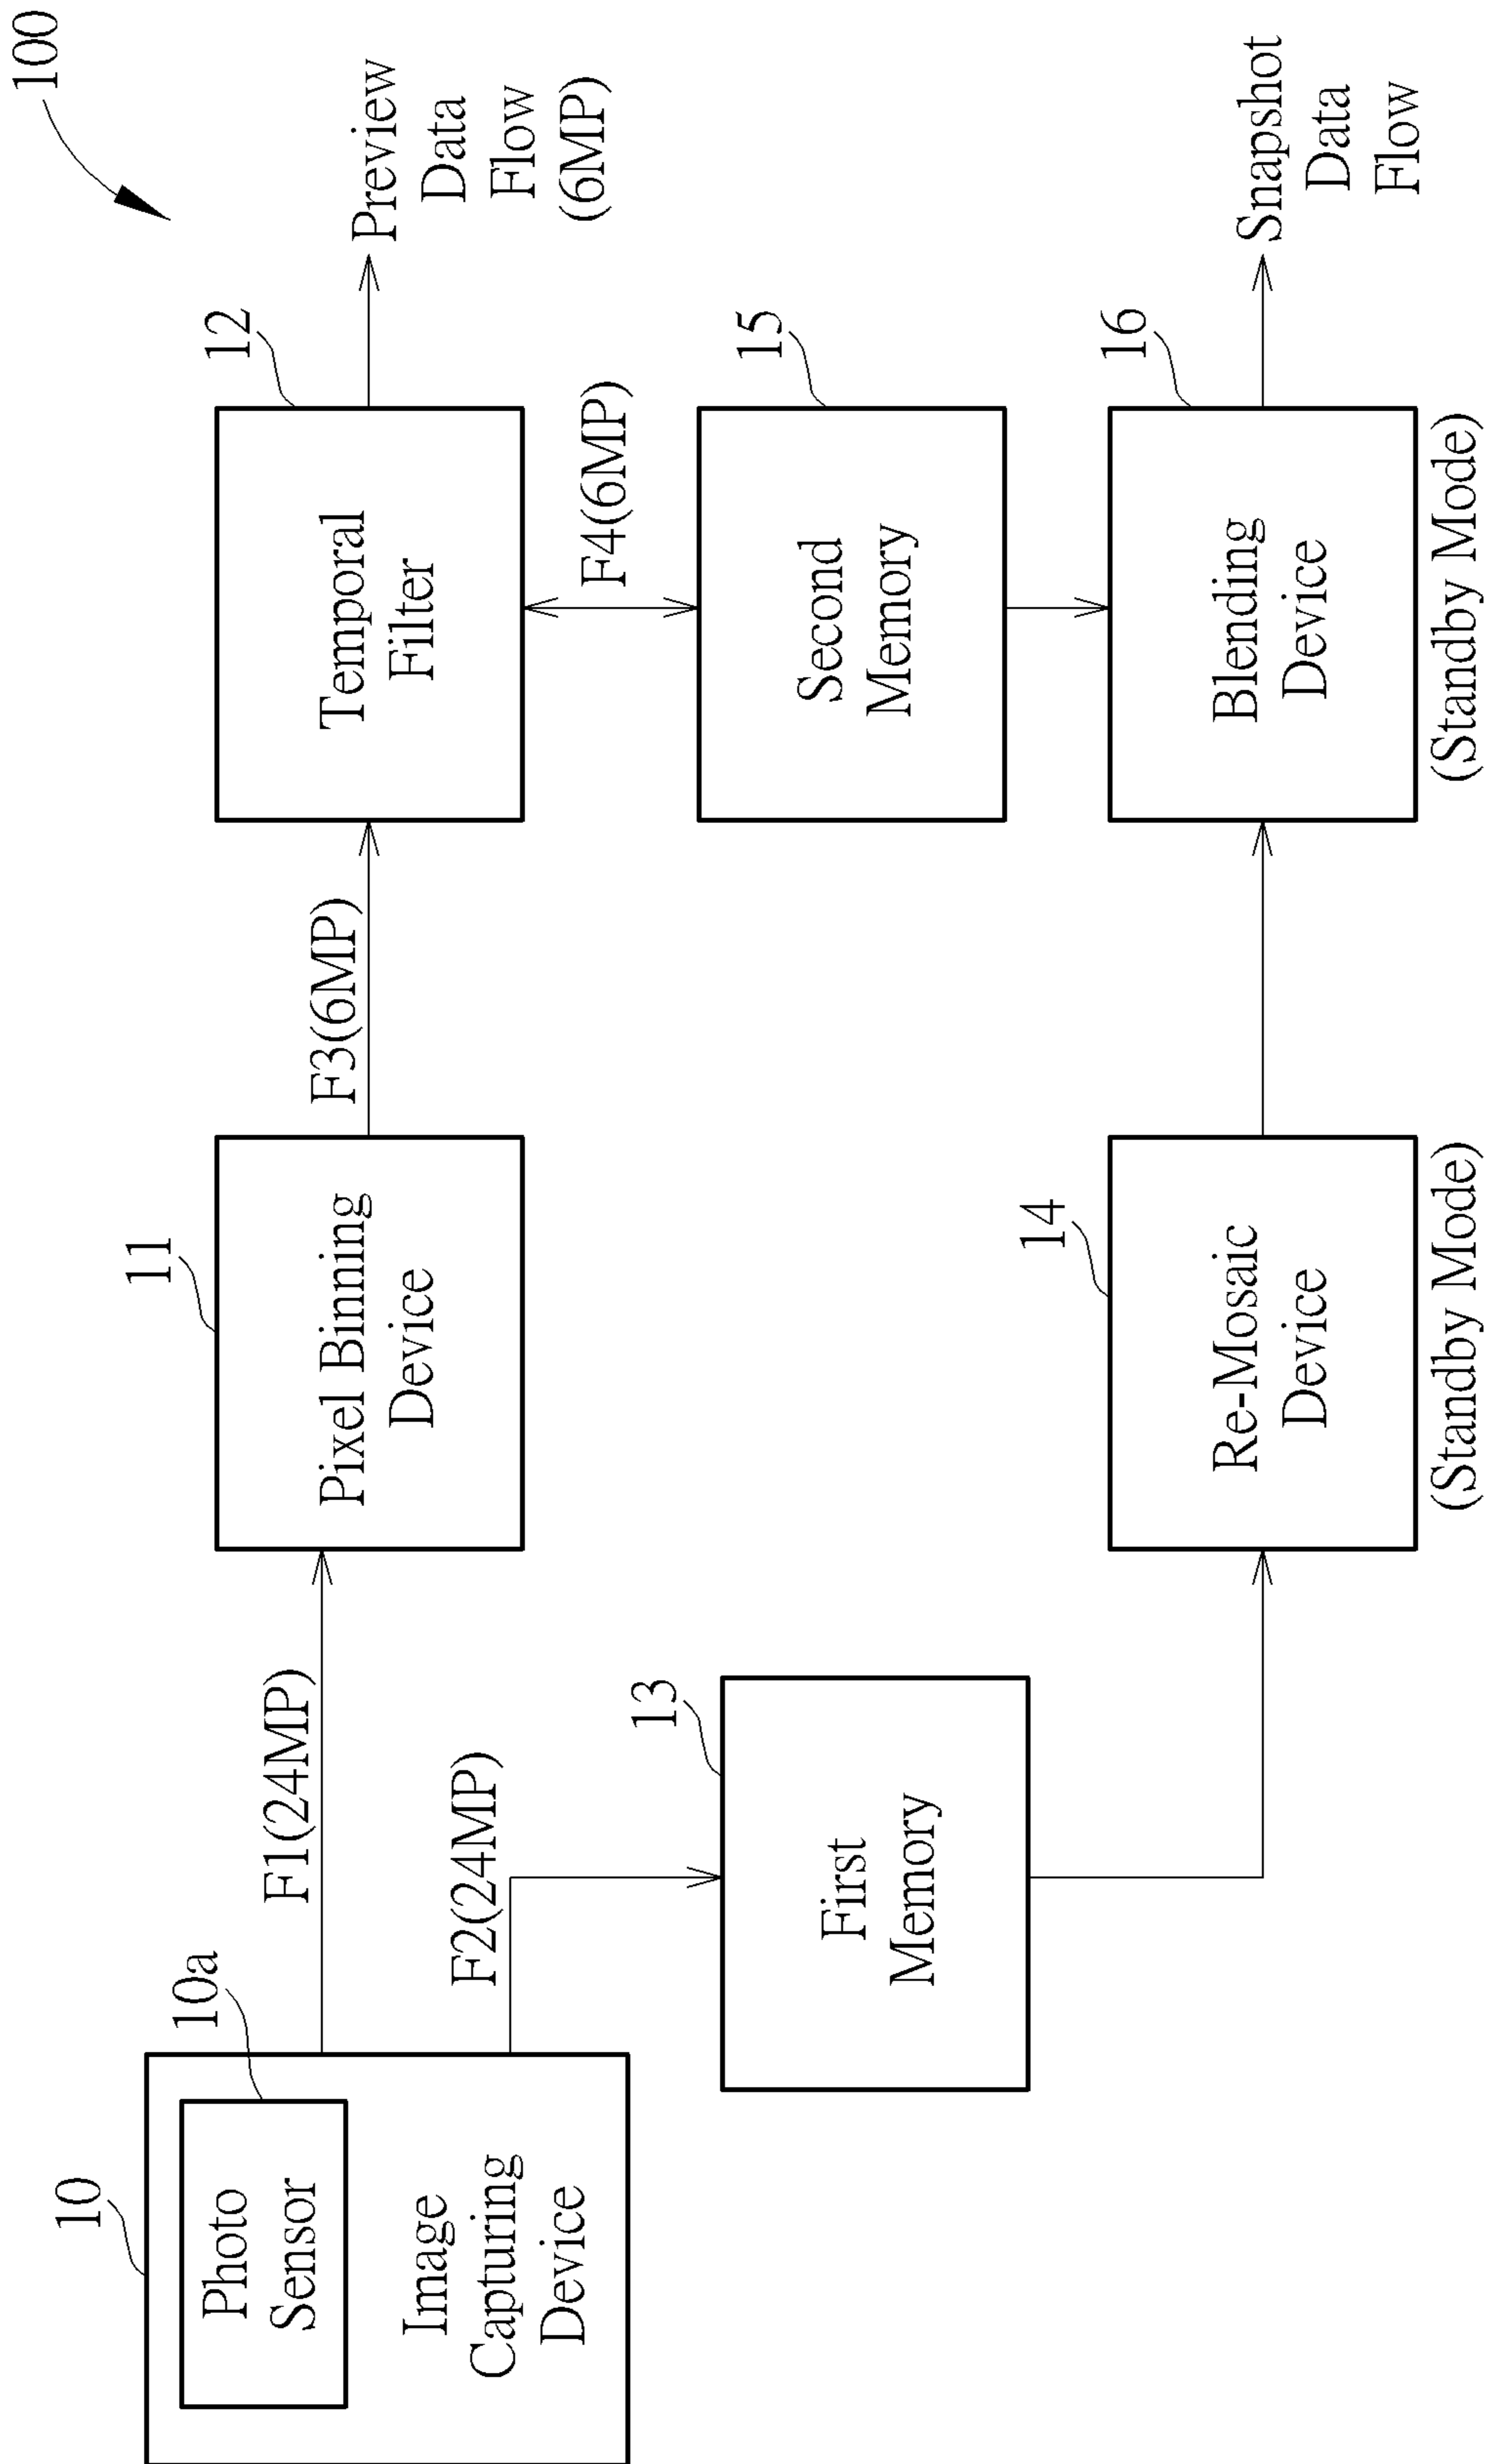 100
10
10a
Photo
Sensor
Image
Capturing
Device
F1(24MP)
F2(24MP)
11
Pixel Binning
Device
F3(6MP)
12
Temporal
Filter
Preview
Data
Flow
(6MP)
13
First
Memory
F4(6MP)
15
Second
Memory
14
Re-Mosaic
Device
(Standby Mode)
16
Blending
Device
(Standby Mode)
Snapshot
Data
Flow